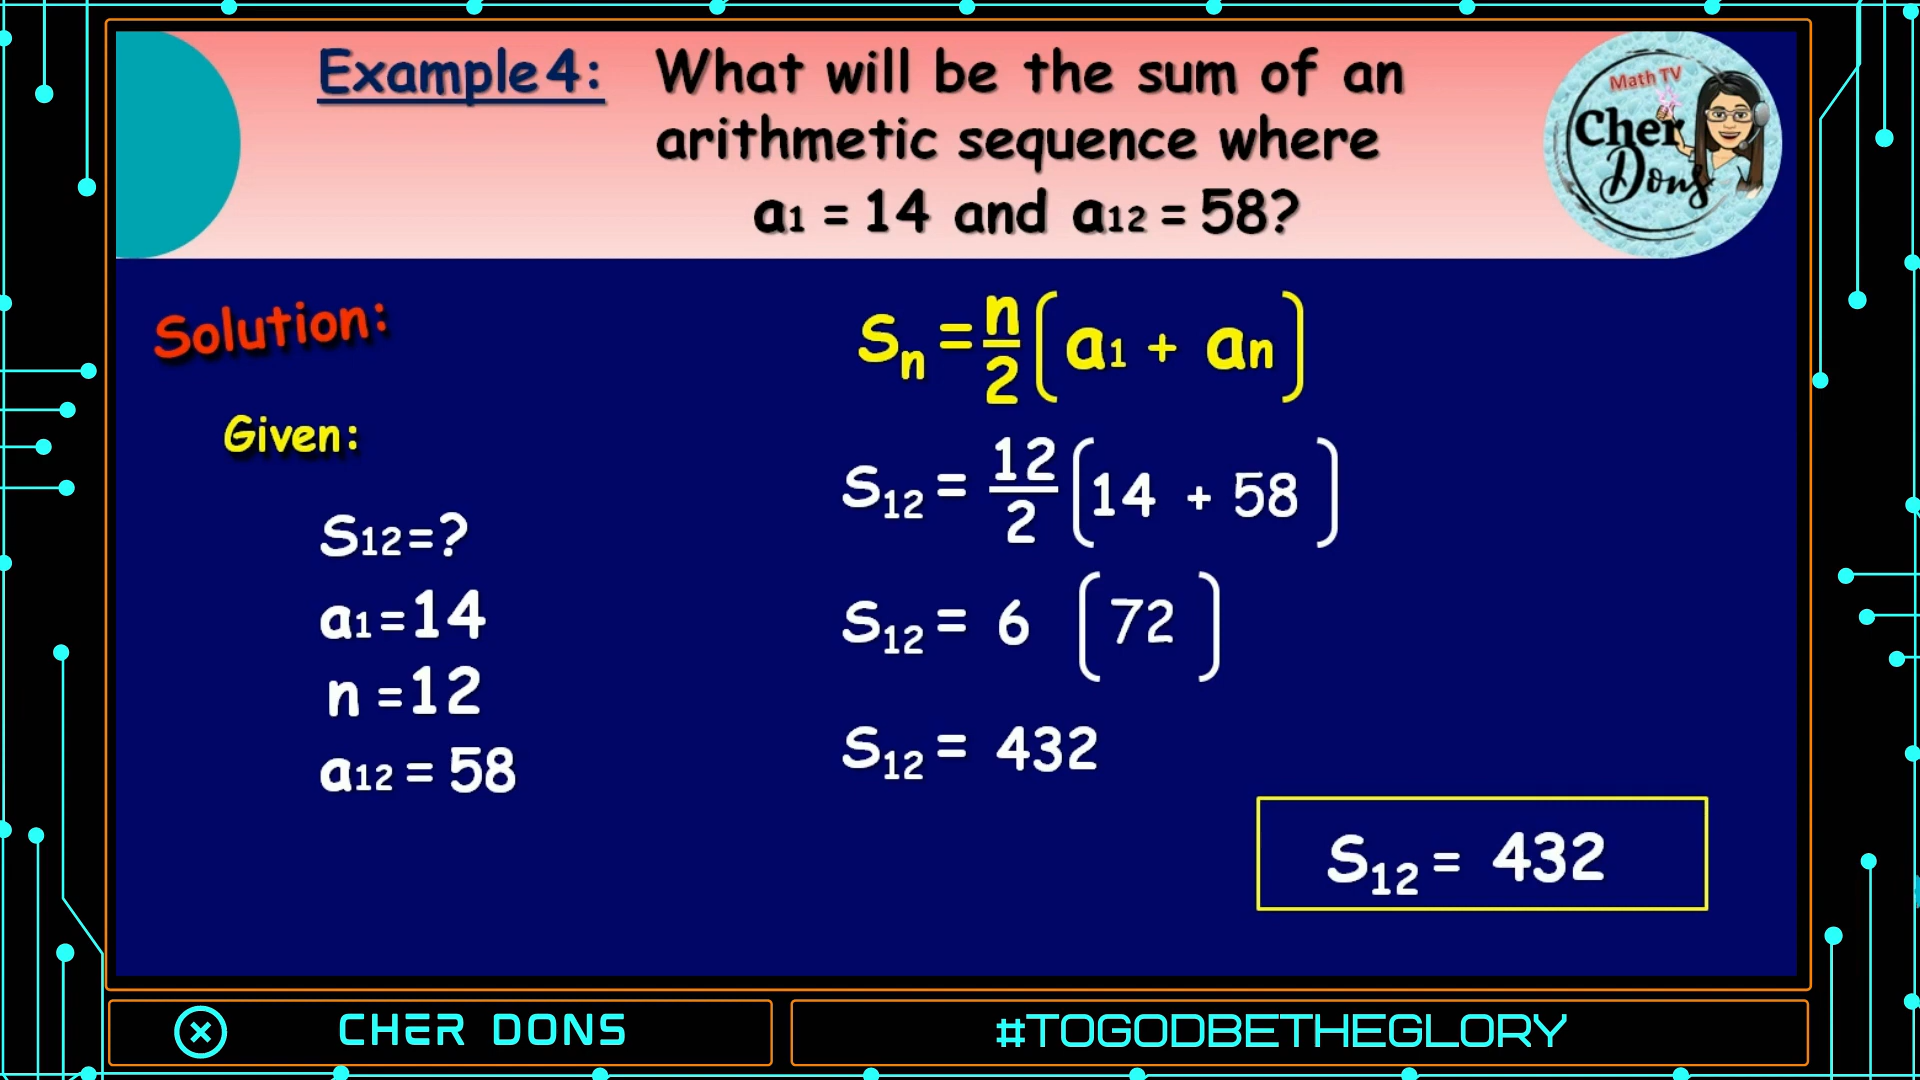 Example 4: What will be the sum of an
arithmetic sequence where
a₁ = 14 and a₁₂ = 58?
Math TV
Cher
Dons
Solution:
Given:
S₁₂ = ?
a₁ = 14
n = 12
a₁₂ = 58
Sₙ = n/2 [a₁ + aₙ]
S₁₂ = 12/2 [14 + 58]
S₁₂ = 6 [72]
S₁₂ = 432
S₁₂ = 432
CHER DONS
#TOGODBETHEGLORY